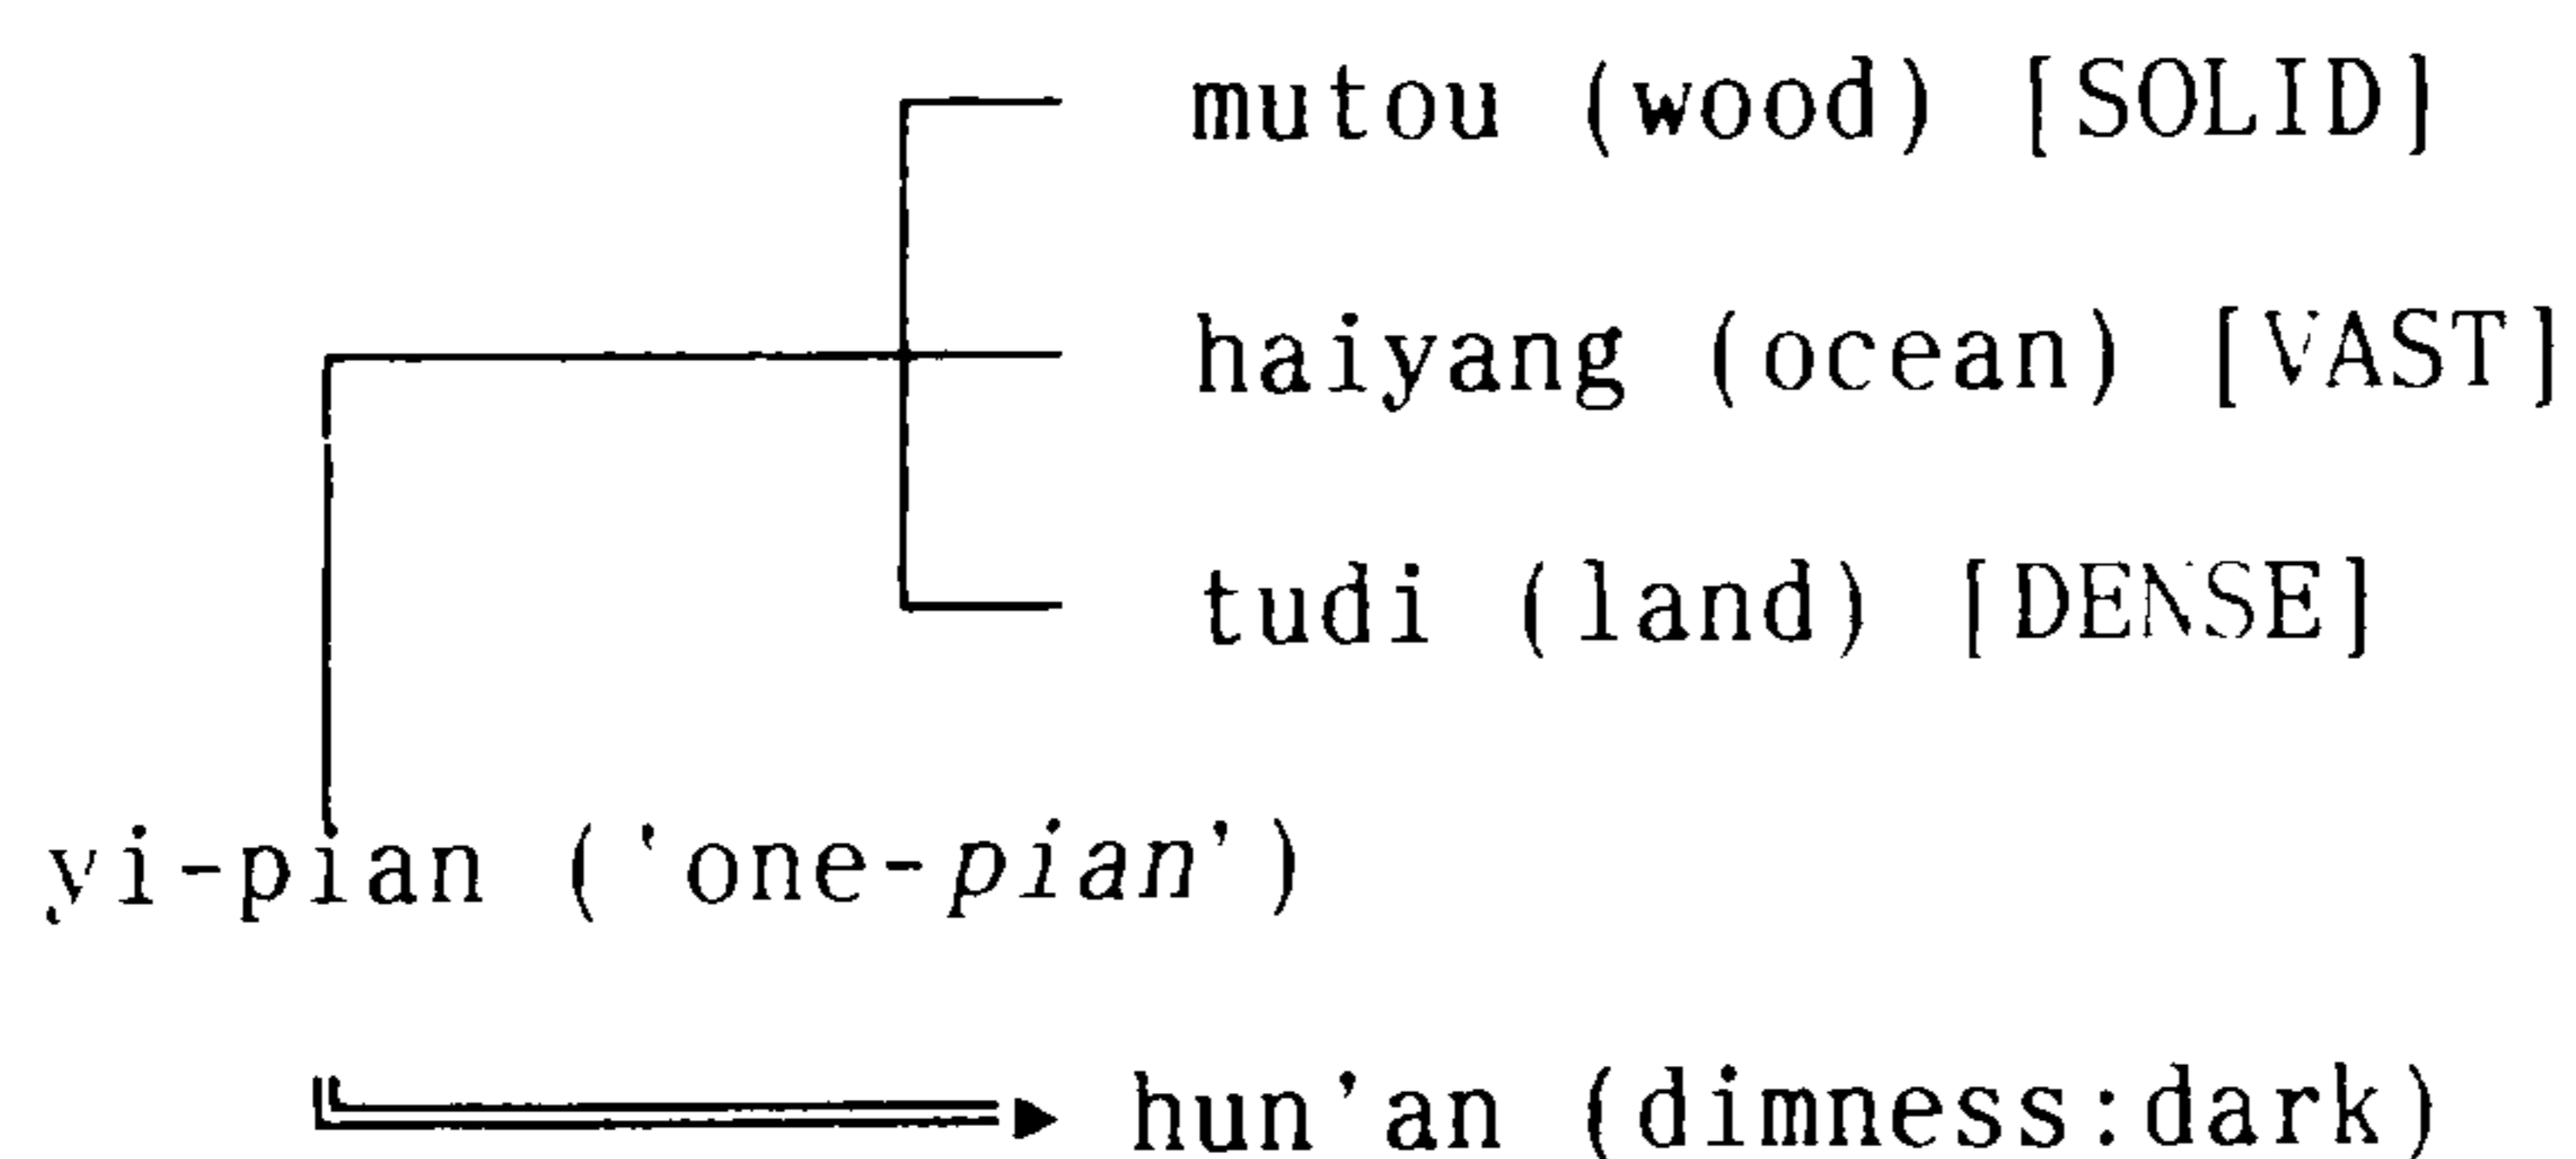 mutou (wood) [SOLID]
haiyang (ocean) [VAST]
tudi (land) [DENSE]
yi-pian ('one-pian')
hun'an (dimness:dark)